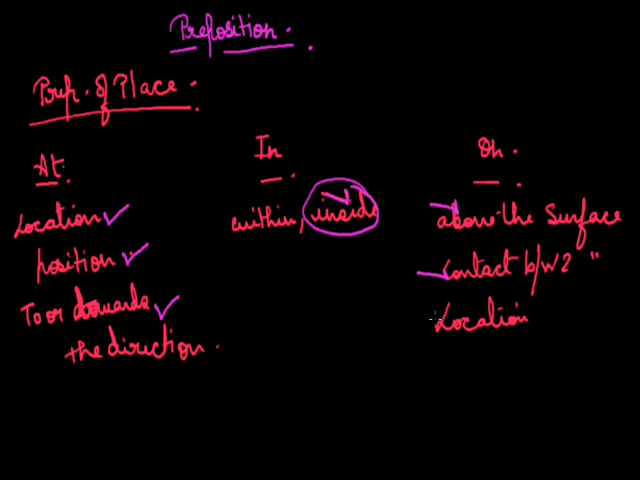 Preposition.
Prep. of Place.
At.
Location
position
To or towards
the direction.
In
within, inside
On.
above the Surface
Contact b/w 2 "
Location